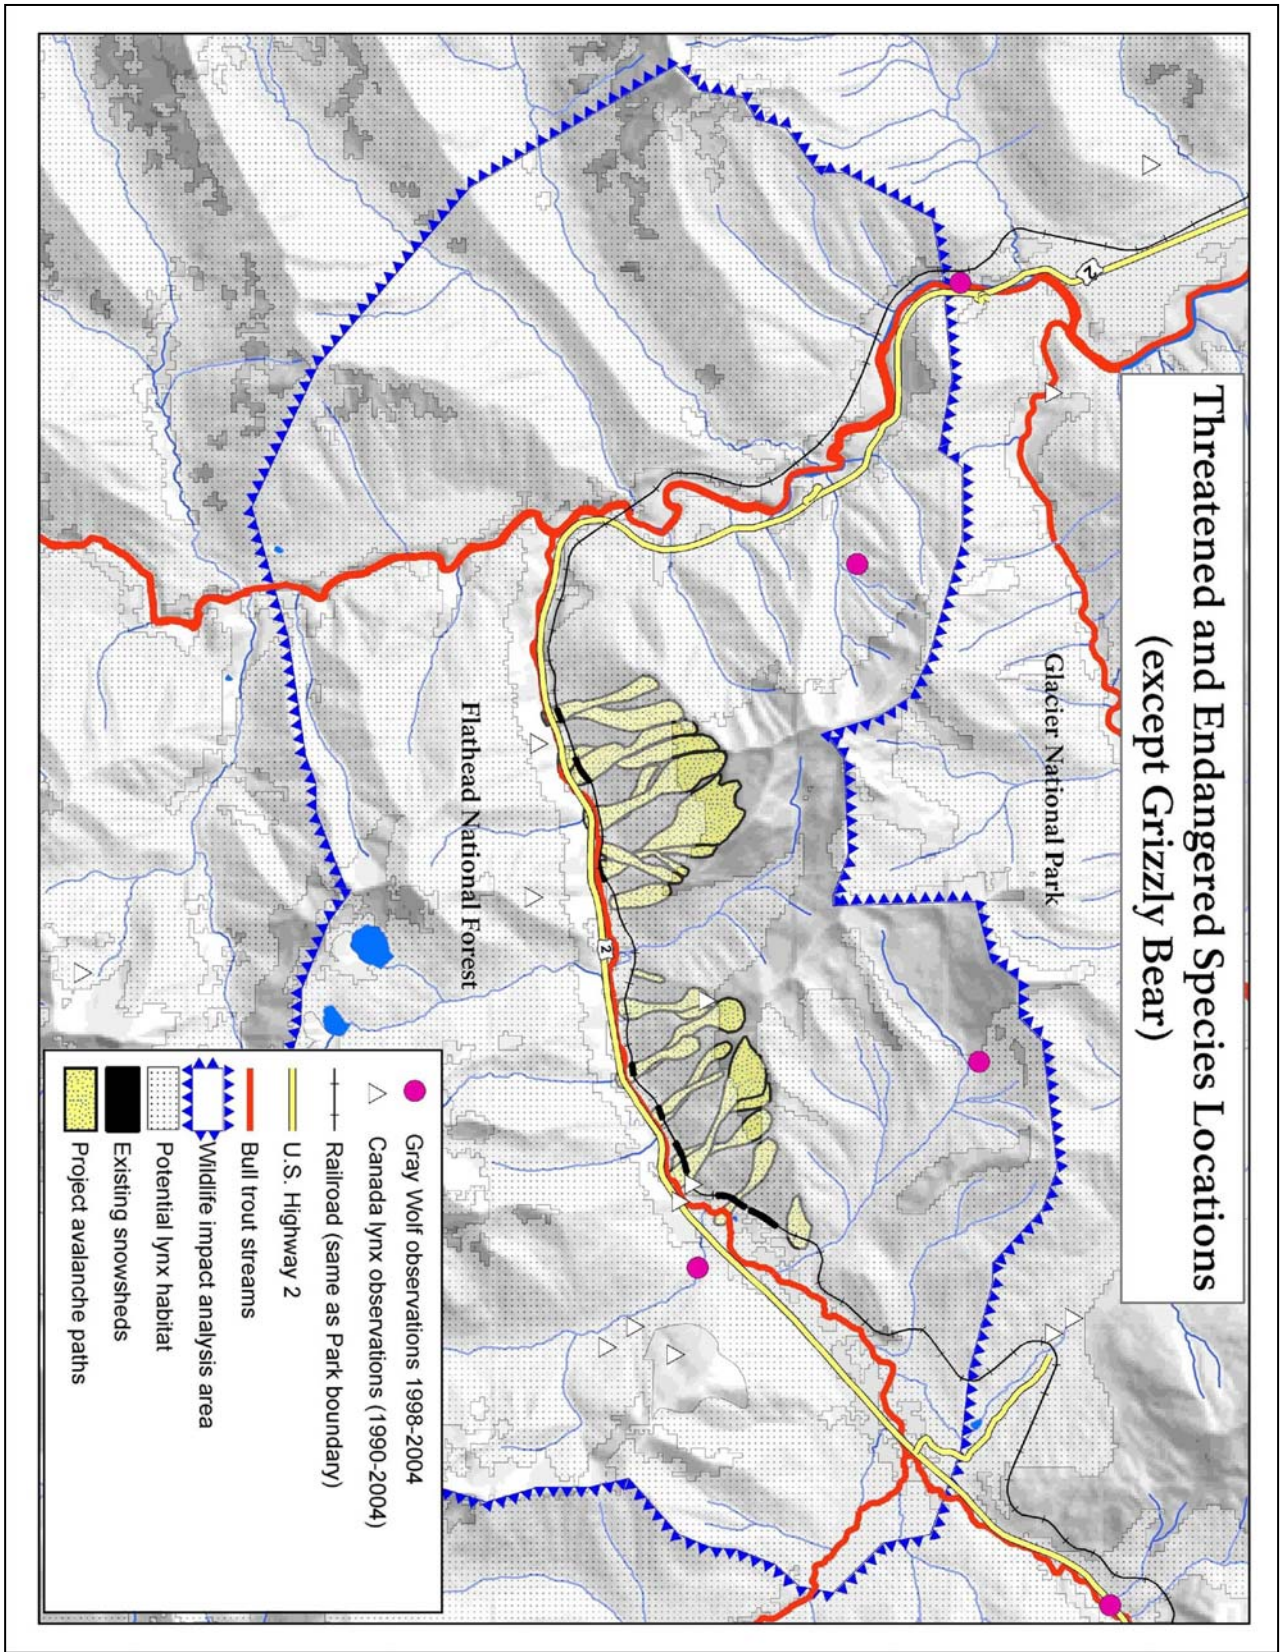 Threatened and Endangered Species Locations
(except Grizzly Bear)
Glacier National Park
Flathead National Forest
2
2
Gray Wolf observations 1998-2004
Canada lynx observations (1990-2004)
Railroad (same as Park boundary)
U.S. Highway 2
Bull trout streams
Wildlife impact analysis area
Potential lynx habitat
Existing snowsheds
Project avalanche paths